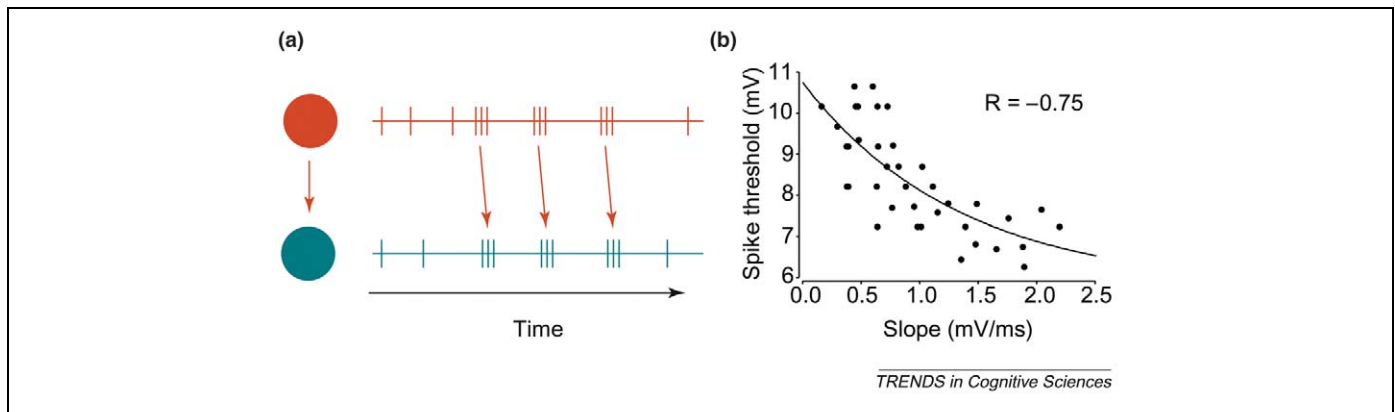 (a)
Time
(b)
Spike threshold (mV)
11
10
9
8
7
6
R = −0.75
0.0 0.5 1.0 1.5 2.0 2.5
Slope (mV/ms)
TRENDS in Cognitive Sciences